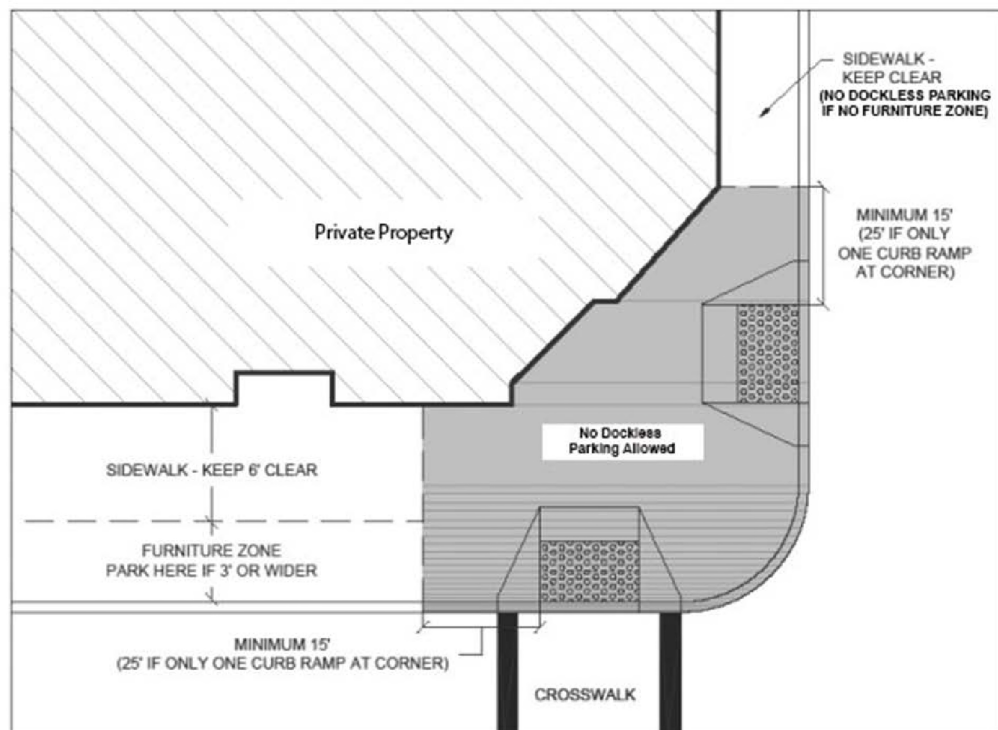 SIDEWALK -
KEEP CLEAR
(NO DOCKLESS PARKING
IF NO FURNITURE ZONE)
Private Property
MINIMUM 15'
(25' IF ONLY
ONE CURB RAMP
AT CORNER)
No Dockless
Parking Allowed
SIDEWALK - KEEP 6' CLEAR
FURNITURE ZONE
PARK HERE IF 3' OR WIDER
MINIMUM 15'
(25' IF ONLY ONE CURB RAMP AT CORNER)
CROSSWALK